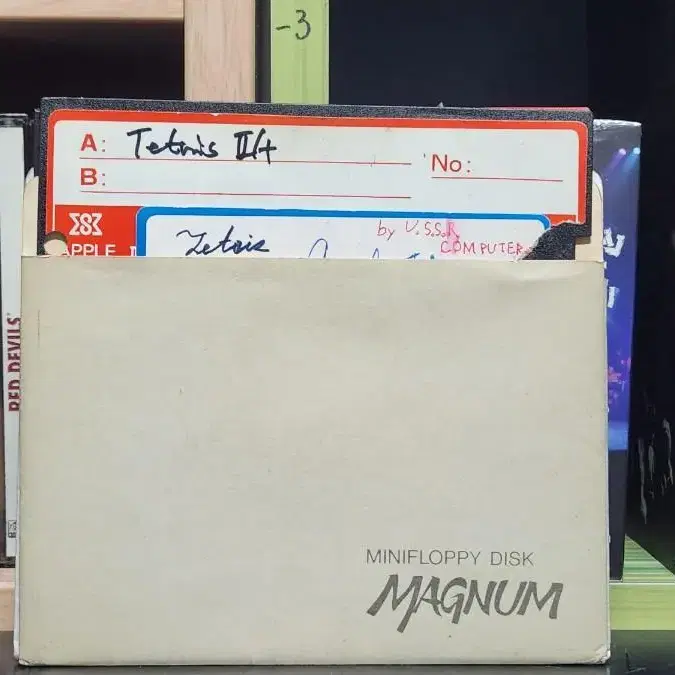 -3
A: Tetris II/+
B:
No:
APPLE I
Tetris
by U.S.S.R
COMPUTER
RED DEVILS
MINIFLOPPY DISK
MAGNUM